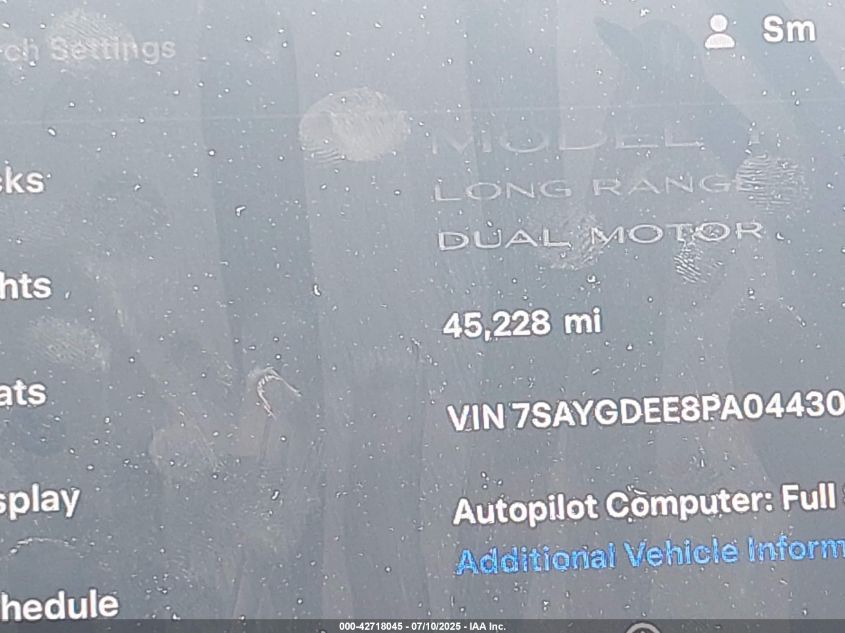 Sm
ch Settings
MODEL Y
LONG RANGE
DUAL MOTOR
cks
hts
ats
splay
hedule
45,228 mi
VIN 7SAYGDEE8PA04430
Autopilot Computer: Full
Additional Vehicle Inform
000-42718045 - 07/10/2025 - IAA Inc.